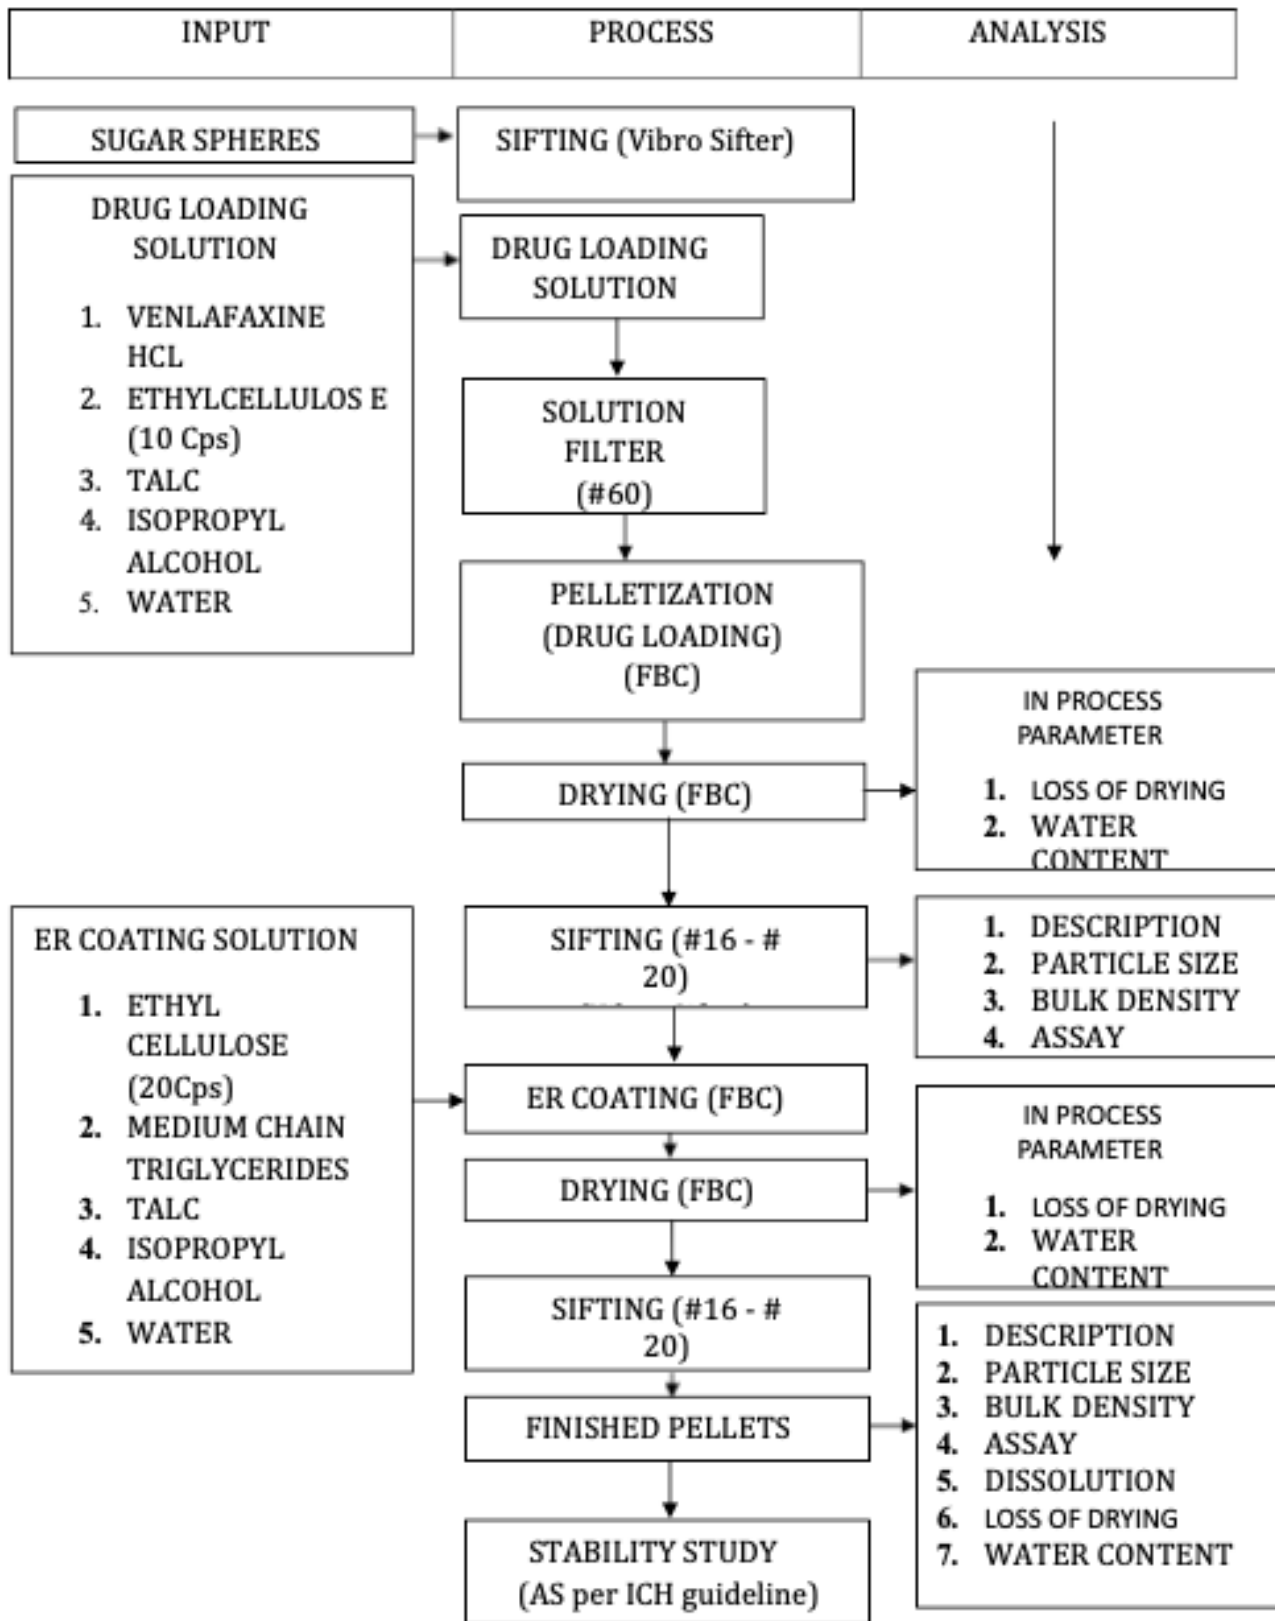 INPUT
PROCESS
ANALYSIS
SUGAR SPHERES
SIFTING (Vibro Sifter)
DRUG LOADING
SOLUTION
1. VENLAFAXINE
HCL
2. ETHYLCELLULOS E
(10 Cps)
3. TALC
4. ISOPROPYL
ALCOHOL
5. WATER
DRUG LOADING
SOLUTION
SOLUTION
FILTER
(#60)
PELLETIZATION
(DRUG LOADING)
(FBC)
DRYING (FBC)
IN PROCESS
PARAMETER
1. LOSS OF DRYING
2. WATER
CONTENT
SIFTING (#16 - #
20)
1. DESCRIPTION
2. PARTICLE SIZE
3. BULK DENSITY
4. ASSAY
ER COATING SOLUTION
1. ETHYL
CELLULOSE
(20Cps)
2. MEDIUM CHAIN
TRIGLYCERIDES
3. TALC
4. ISOPROPYL
ALCOHOL
5. WATER
ER COATING (FBC)
DRYING (FBC)
IN PROCESS
PARAMETER
1. LOSS OF DRYING
2. WATER
CONTENT
SIFTING (#16 - #
20)
FINISHED PELLETS
1. DESCRIPTION
2. PARTICLE SIZE
3. BULK DENSITY
4. ASSAY
5. DISSOLUTION
6. LOSS OF DRYING
7. WATER CONTENT
STABILITY STUDY
(AS per ICH guideline)